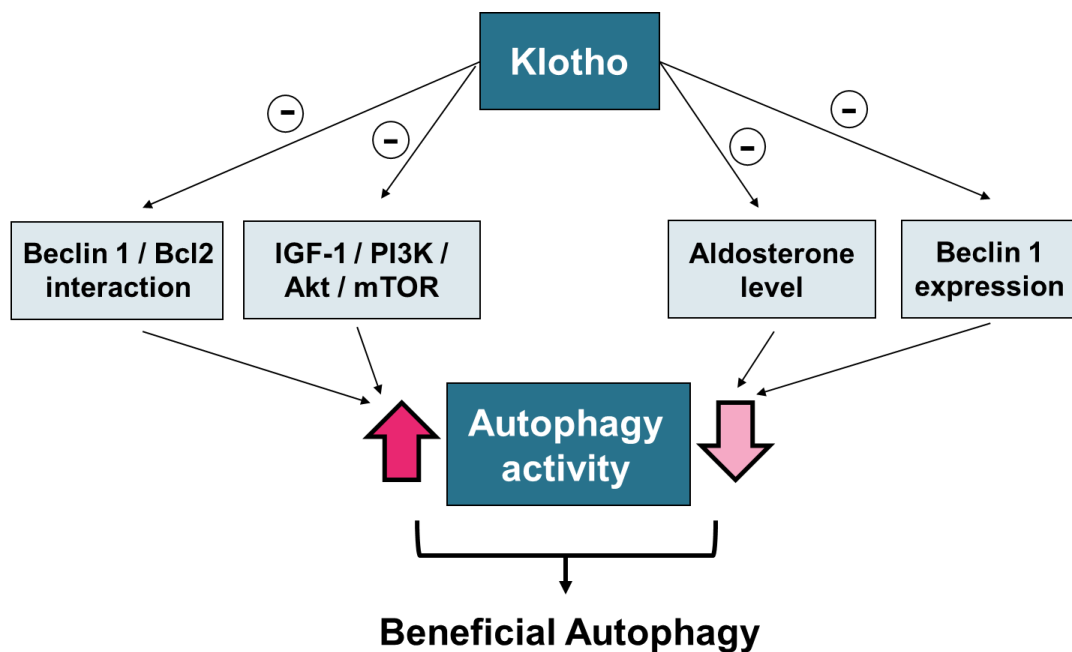 Klotho
-
-
-
-
Beclin 1 / Bcl2
interaction
IGF-1 / PI3K /
Akt / mTOR
Aldosterone
level
Beclin 1
expression
Autophagy
activity
Beneficial Autophagy